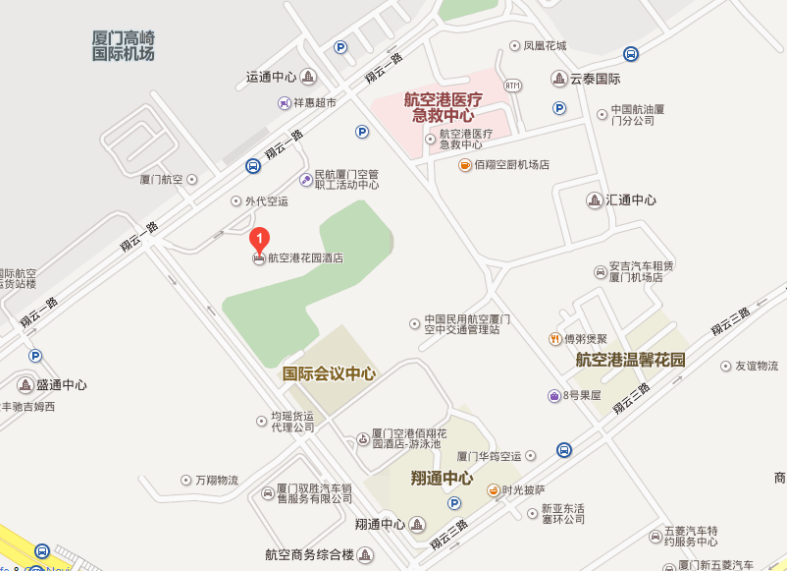 厦门高崎
国际机场
P
翔云一路
凤凰花城
运通中心
云泰国际
ATM
祥惠超市
航空港医疗
急救中心
P
中国航油厦
门分公司
P
翔云一路
航空港医疗
急救中心
佰翔空厨机场店
厦门航空
民航厦门空管
职工活动中心
外代空运
汇通中心
翔云一路
1
航空港花园酒店
国际航空
运货站楼
安吉汽车租赁
厦门机场店
翔云一路
中国民用航空厦门
空中交通管理站
翔云三路
傅粥煲聚
P
航空港温馨花园
友谊物流
国际会议中心
盛通中心
8号果屋
翔云三路
丰驰吉姆西
均瑶货运
代理公司
厦门空港佰翔花
园酒店-游泳池
厦门华筠空运
万翔物流
翔通中心
商
厦门驭胜汽车销
售服务有限公司
时光披萨
P
新亚东活
塞环公司
翔通中心
翔云三路
五菱汽车特
约服务中心
航空商务综合楼
厦门新五菱汽车